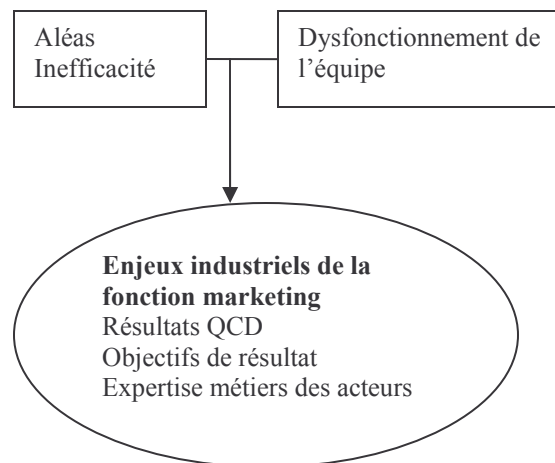 Aléas
Inefficacité
Dysfonctionnement de
l’équipe
Enjeux industriels de la
fonction marketing
Résultats QCD
Objectifs de résultat
Expertise métiers des acteurs